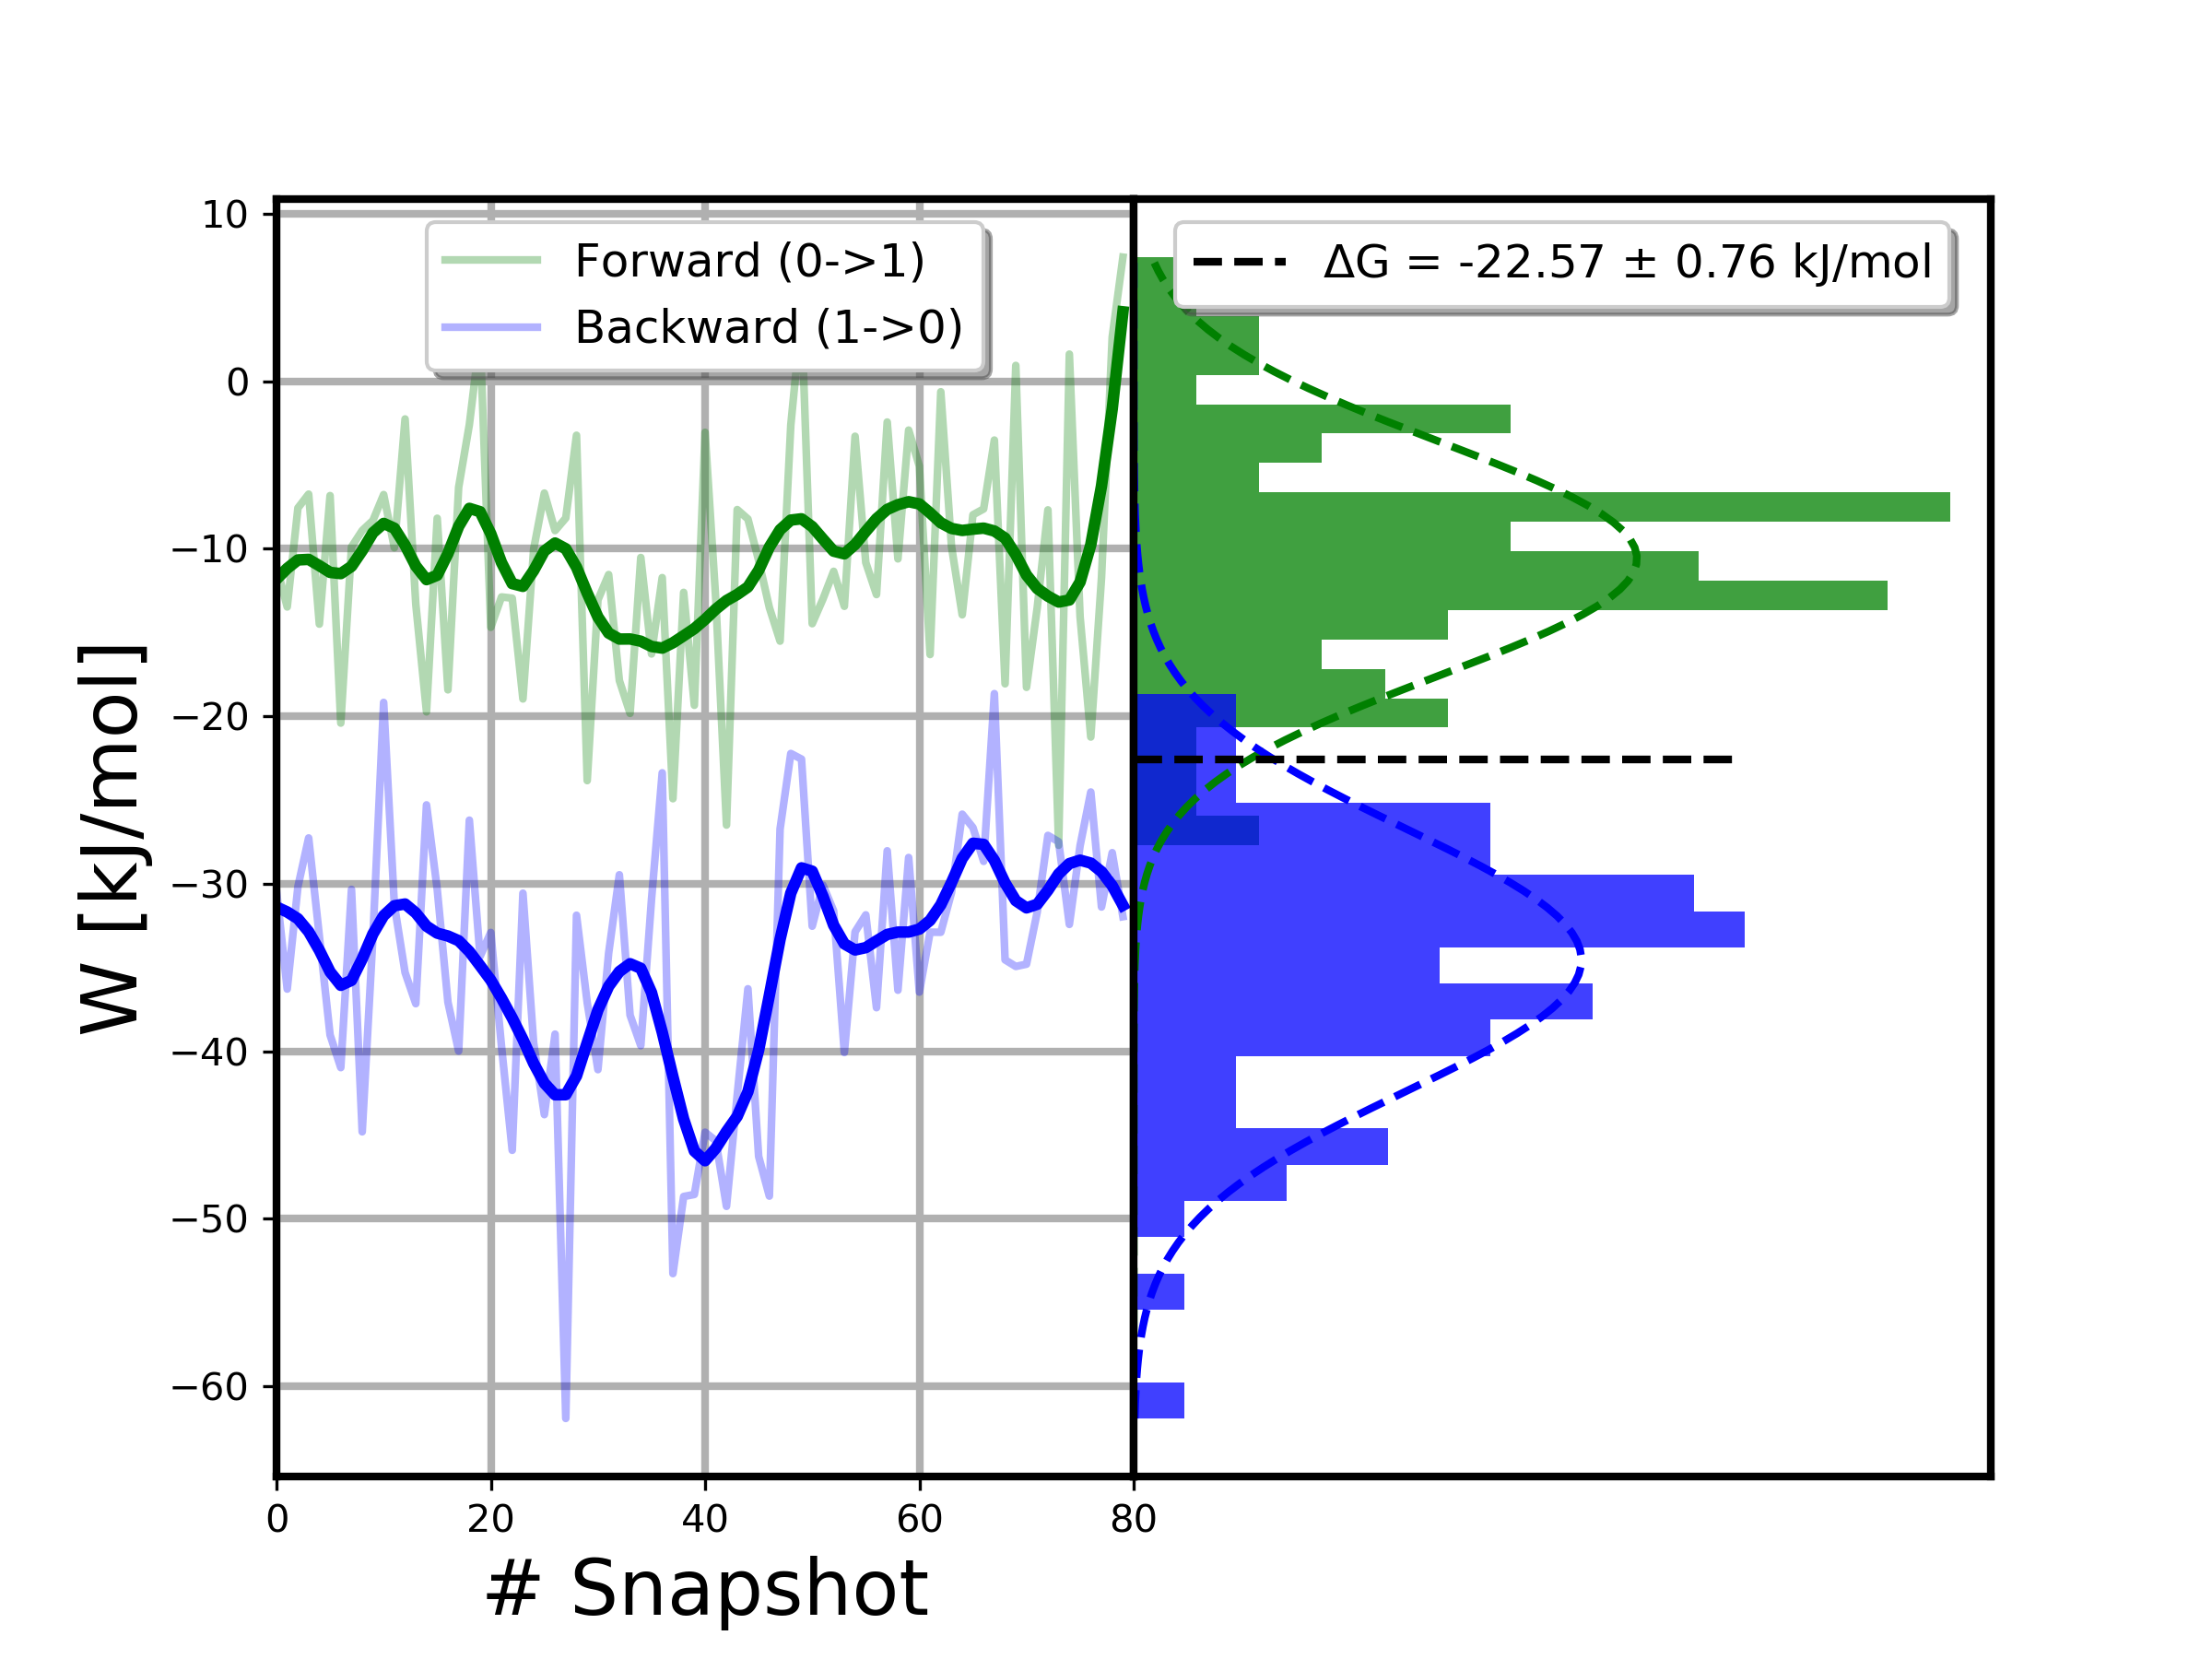 10
0
−10
−20
−30
−40
−50
−60
W [kJ/mol]
Forward (0->1)
Backward (1->0)
ΔG = -22.57 ± 0.76 kJ/mol
0 20 40 60 80
# Snapshot